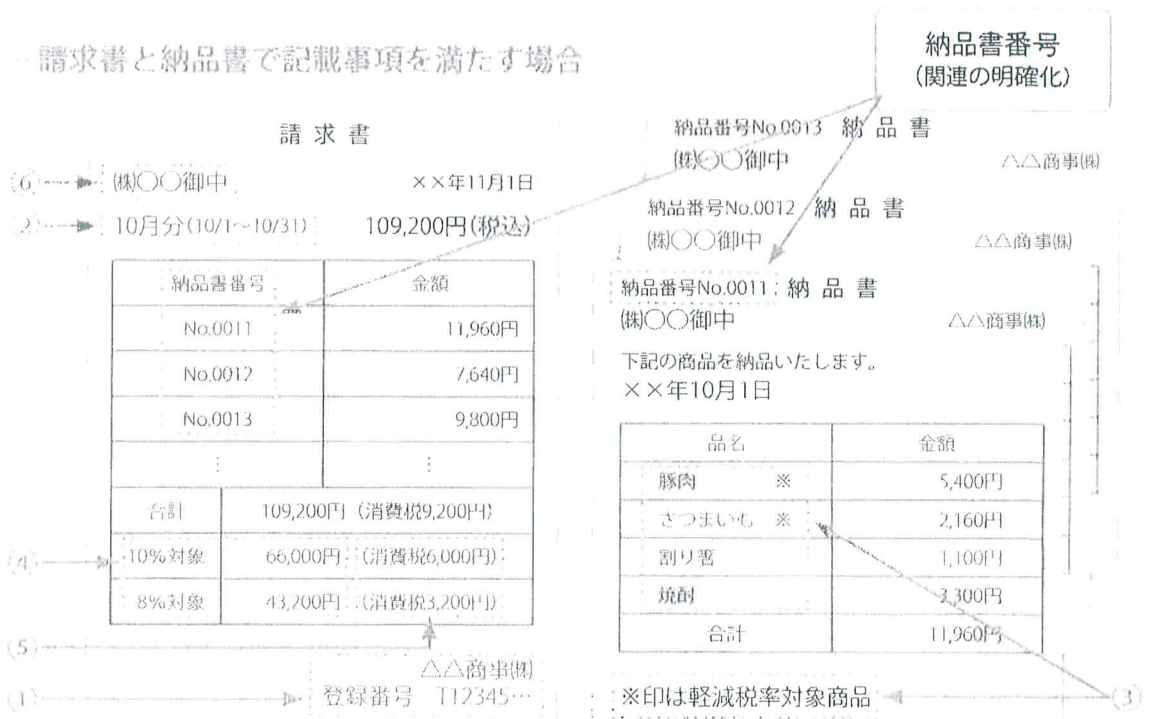 請求書と納品書で記載事項を満たす場合
納品書番号
(関連の明確化)
請求書
⑥
㈱〇〇御中
××年11月1日
②
10月分(10/1～10/31)
109,200円(税込)
納品書番号 金額
No.0011 11,960円
No.0012 7,640円
No.0013 9,800円
⋮ ⋮
合計 109,200円(消費税9,200円)
④
10%対象 66,000円(消費税6,000円)
8%対象 43,200円(消費税3,200円)
⑤
△△商事㈱
①
登録番号 T12345…
納品番号No.0013 納品書
㈱〇〇御中 △△商事㈱
納品番号No.0012 納品書
㈱〇〇御中 △△商事㈱
納品番号No.0011 納品書
㈱〇〇御中 △△商事㈱
下記の商品を納品いたします。
××年10月1日
品名 金額
豚肉 ※ 5,400円
さつまいも ※ 2,160円
割り箸 1,100円
焼酎 3,300円
合計 11,960円
※印は軽減税率対象商品
③